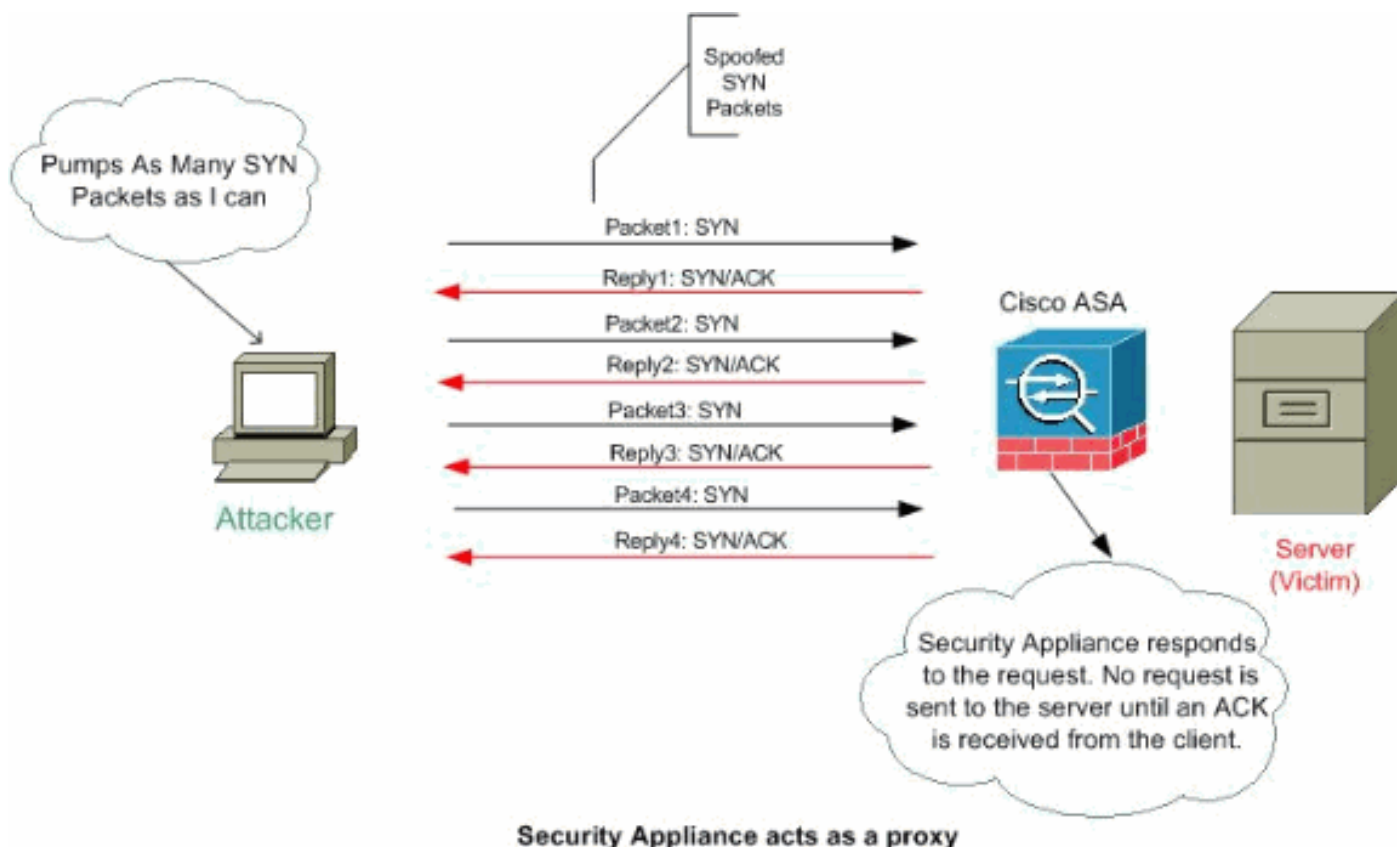 Spoofed
SYN
Packets
Pumps As Many SYN
Packets as I can
Packet1: SYN
Reply1: SYN/ACK
Packet2: SYN
Reply2: SYN/ACK
Packet3: SYN
Reply3: SYN/ACK
Packet4: SYN
Reply4: SYN/ACK
Attacker
Cisco ASA
Server
(Victim)
Security Appliance responds
to the request. No request is
sent to the server until an ACK
is received from the client.
Security Appliance acts as a proxy